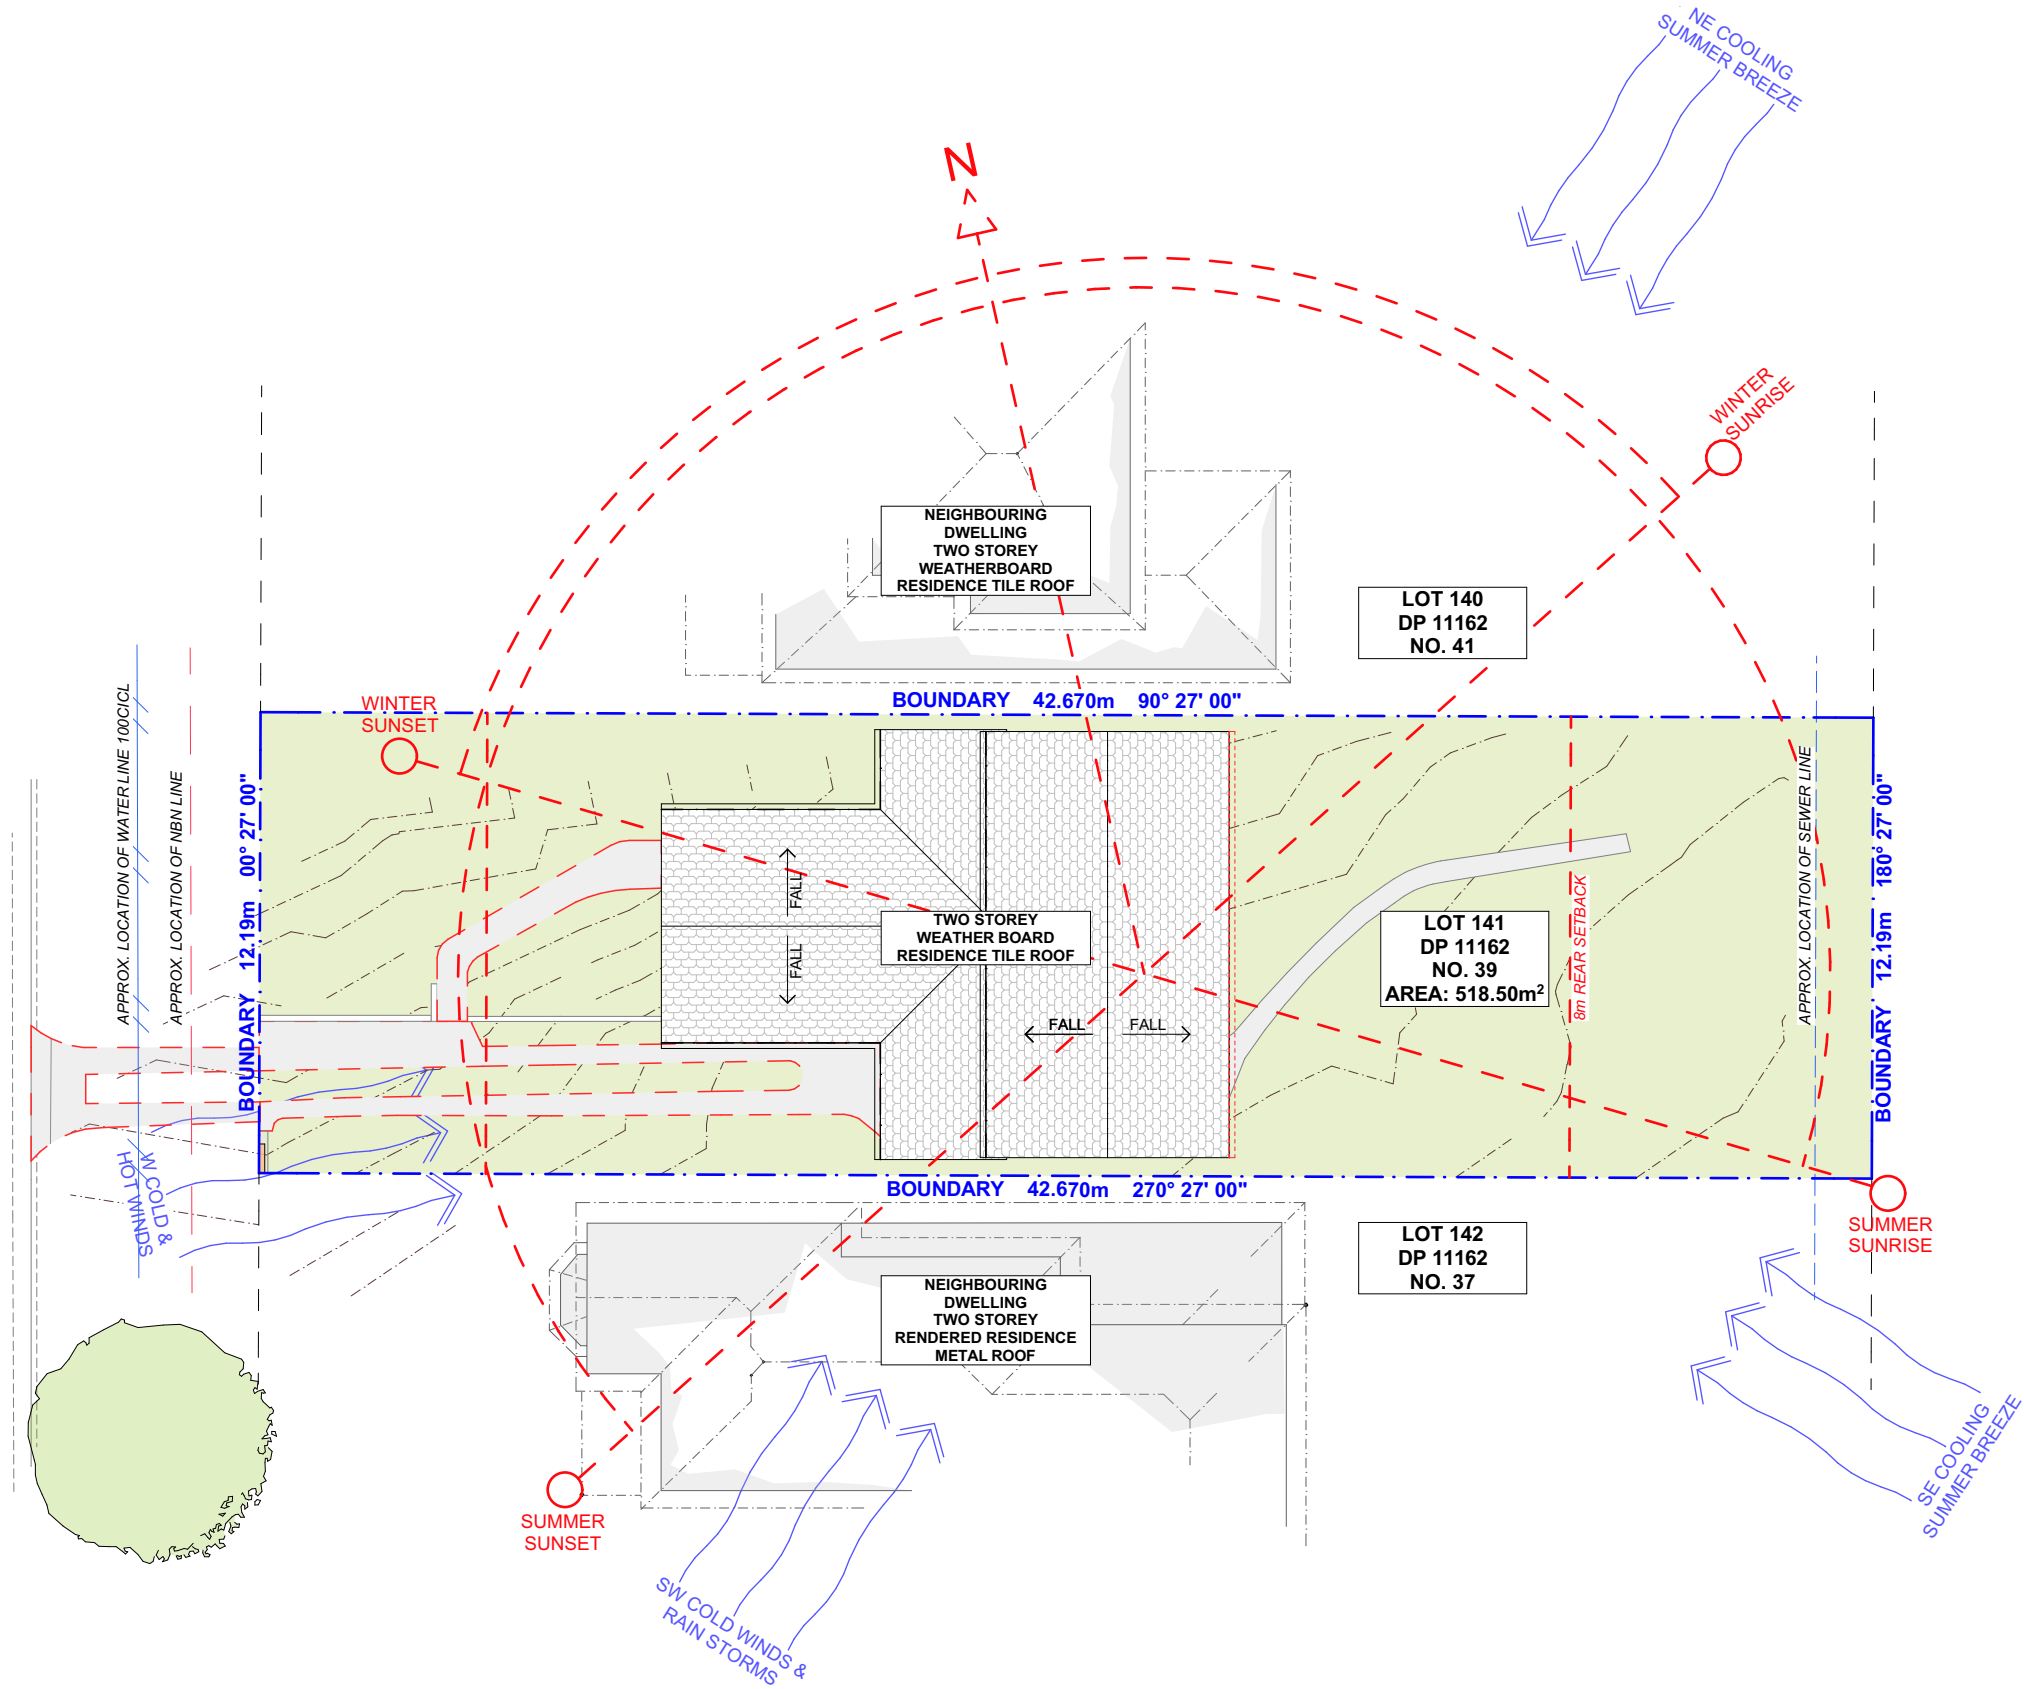 NE COOLING
SUMMER BREEZE
N
WINTER
SUNRISE
NEIGHBOURING
DWELLING
TWO STOREY
WEATHERBOARD
RESIDENCE TILE ROOF
LOT 140
DP 11162
NO. 41
BOUNDARY 42.670m 90° 27' 00"
WINTER
SUNSET
APPROX. LOCATION OF WATER LINE 100CICL
APPROX. LOCATION OF NBN LINE
BOUNDARY 12.19m 00° 27' 00"
FALL
FALL
TWO STOREY
WEATHER BOARD
RESIDENCE TILE ROOF
FALL
FALL
LOT 141
DP 11162
NO. 39
AREA: 518.50m²
8m REAR SETBACK
APPROX. LOCATION OF SEWER LINE
BOUNDARY 12.19m 180° 27' 00"
W COLD &
HOT WINDS
BOUNDARY 42.670m 270° 27' 00"
SUMMER
SUNRISE
LOT 142
DP 11162
NO. 37
NEIGHBOURING
DWELLING
TWO STOREY
RENDERED RESIDENCE
METAL ROOF
SE COOLING
SUMMER BREEZE
SUMMER
SUNSET
SW COLD WINDS &
RAIN STORMS